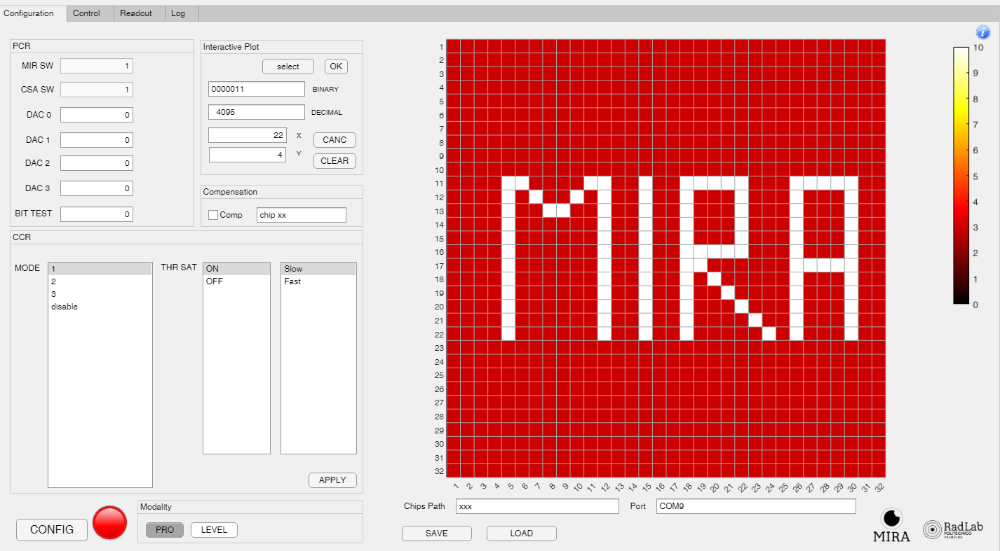 Configuration Control Readout Log
PCR
MIR SW 1
CSA SW 1
DAC 0 0
DAC 1 0
DAC 2 0
DAC 3 0
BIT TEST 0
Interactive Plot
select OK
0000011 BINARY
4095 DECIMAL
22 X CANC
4 Y CLEAR
Compensation
Comp chip xx
CCR
MODE
1
2
3
disable
THR SAT
ON
OFF
Slow
Fast
APPLY
CONFIG
Modality
PRO LEVEL
1
2
3
4
5
6
7
8
9
10
11
12
13
14
15
16
17
18
19
20
21
22
23
24
25
26
27
28
29
30
31
32
MIRA
1 2 3 4 5 6 7 8 9 10 11 12 13 14 15 16 17 18 19 20 21 22 23 24 25 26 27 28 29 30 31 32
i
10
9
8
7
6
5
4
3
2
1
0
Chips Path xxx Port COM9
SAVE LOAD
MIRA
RadLab
POLITECNICO